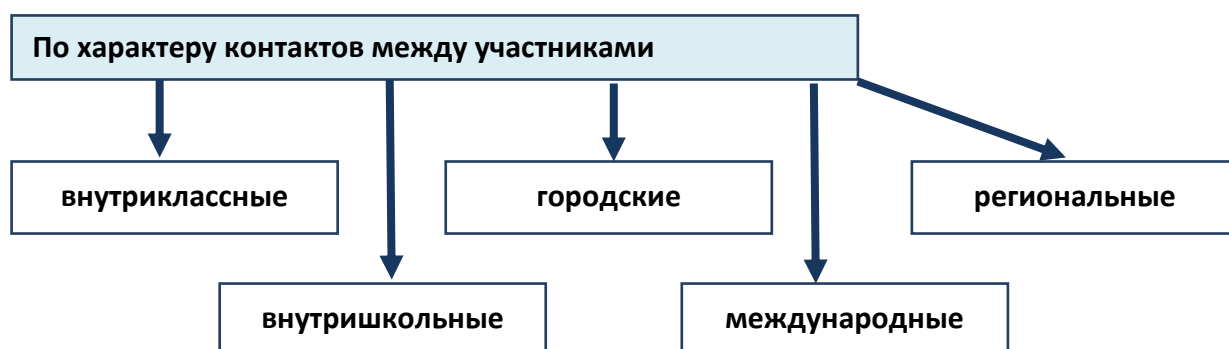 По характеру контактов между участниками
внутриклассные
городские
региональные
внутришкольные
международные